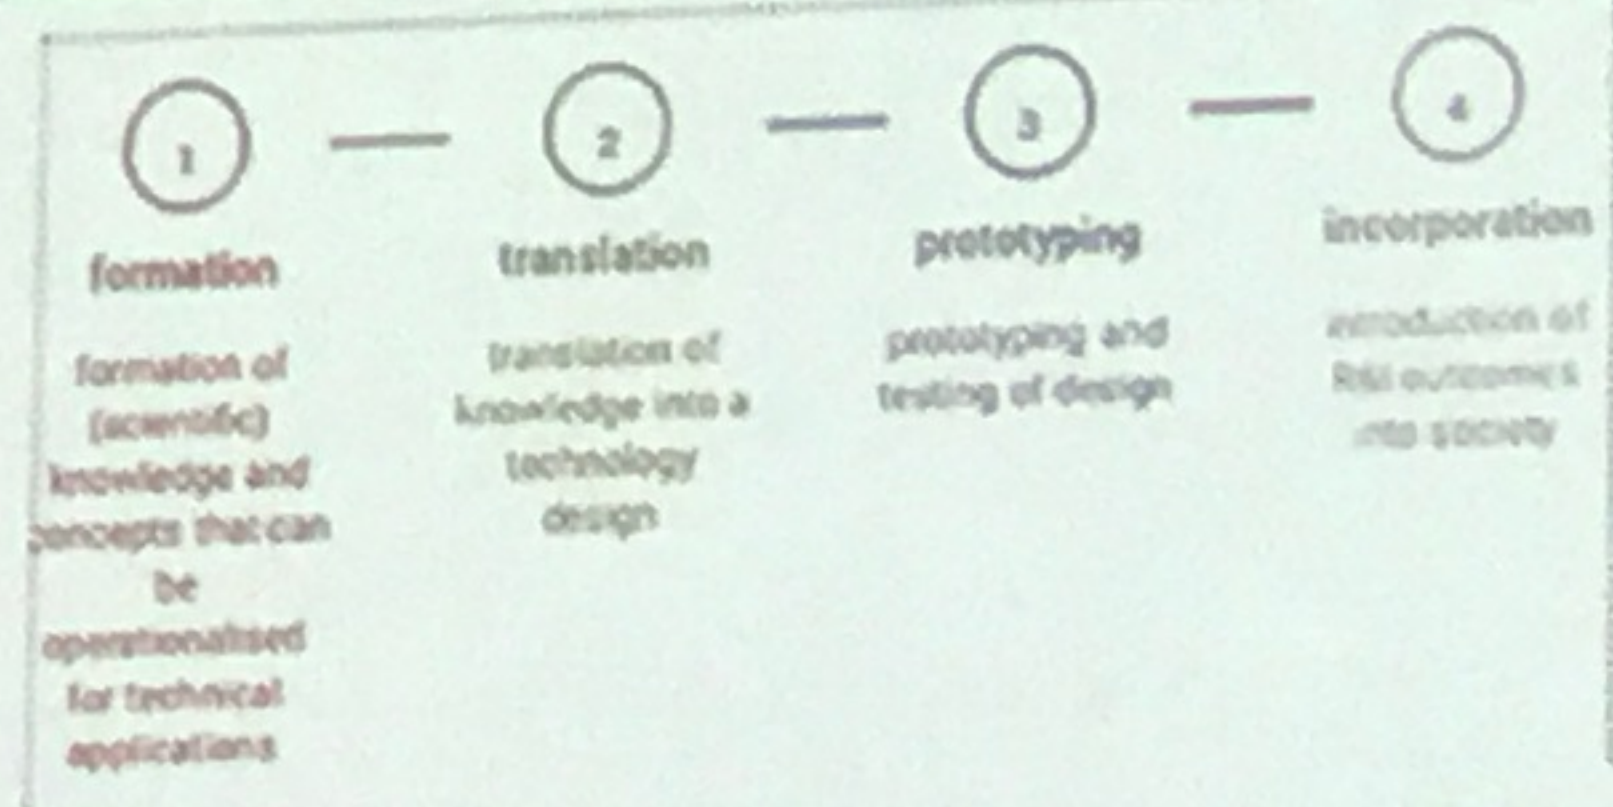 1
2
3
4
formation
translation
prototyping
incorporation
formation of
(scientific)
knowledge and
concepts that can
be
operationalised
for technical
applications
translation of
knowledge into a
technology
design
prototyping and
testing of design
introduction of
R&I outcomes
into society